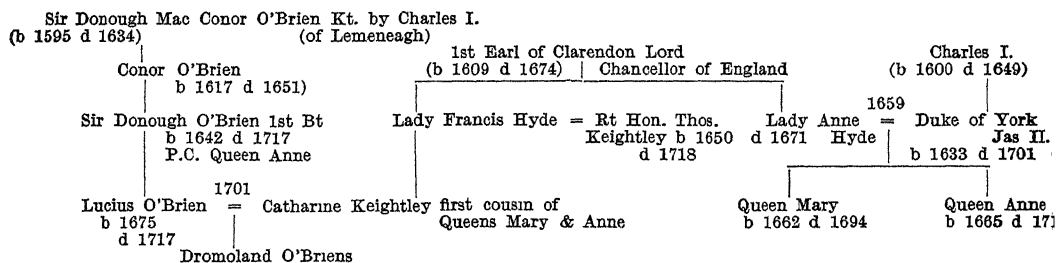 Sir Donough Mac Conor O'Brien Kt. by Charles I.
(b 1595 d 1634) (of Lemeneagh)
1st Earl of Clarendon Lord
(b 1609 d 1674) Chancellor of England
Charles I.
(b 1600 d 1649)
Conor O'Brien
b 1617 d 1651)
1659
Sir Donough O'Brien 1st Bt
b 1642 d 1717
P.C. Queen Anne
Lady Francis Hyde = Rt Hon. Thos.
Keightley b 1650
d 1718
Lady Anne = Duke of York
d 1671 Hyde Jas II.
b 1633 d 1701
1701
Lucius O'Brien = Catharine Keightley first cousin of
b 1675 Queens Mary & Anne
d 1717
Queen Mary
b 1662 d 1694
Queen Anne
b 1665 d 171
Dromoland O'Briens